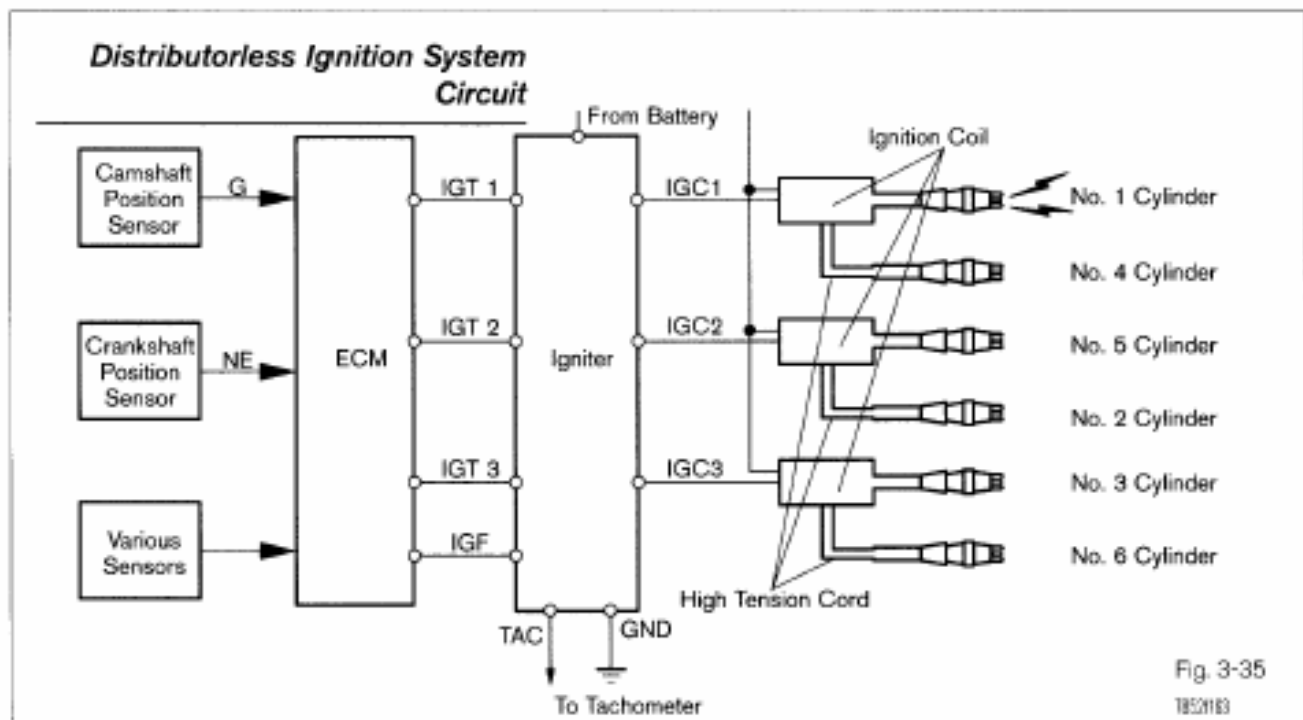 Distributorless Ignition System
Circuit
From Battery
Ignition Coil
Camshaft
Position
Sensor
G
IGT 1
IGC1
No. 1 Cylinder
No. 4 Cylinder
Crankshaft
Position
Sensor
NE
ECM
IGT 2
Igniter
IGC2
No. 5 Cylinder
No. 2 Cylinder
IGT 3
IGC3
No. 3 Cylinder
Various
Sensors
IGF
No. 6 Cylinder
High Tension Cord
TAC
GND
To Tachometer
Fig. 3-35